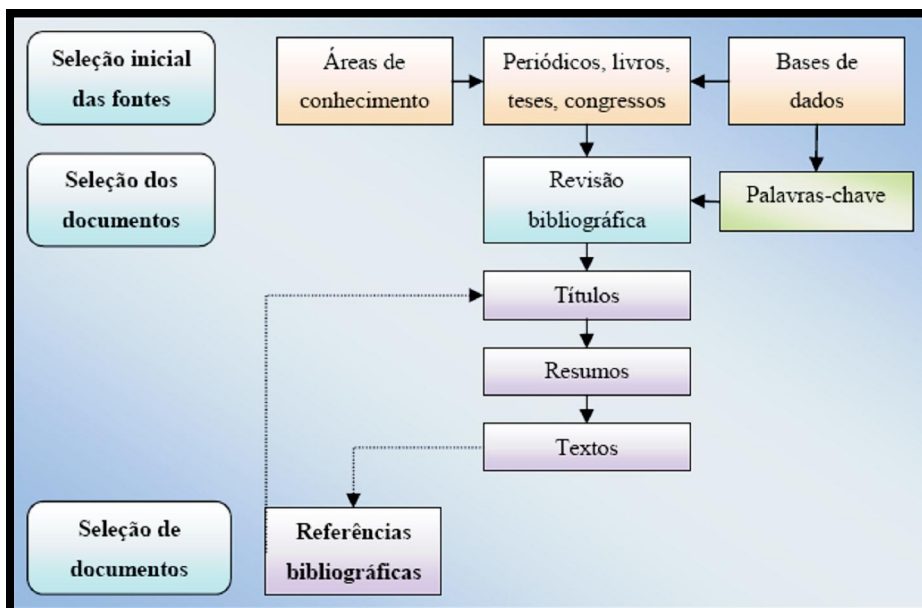 Seleção inicial
das fontes
Áreas de
conhecimento
Periódicos, livros,
teses, congressos
Bases de
dados
Seleção dos
documentos
Revisão
bibliográfica
Palavras-chave
Títulos
Resumos
Textos
Seleção de
documentos
Referências
bibliográficas